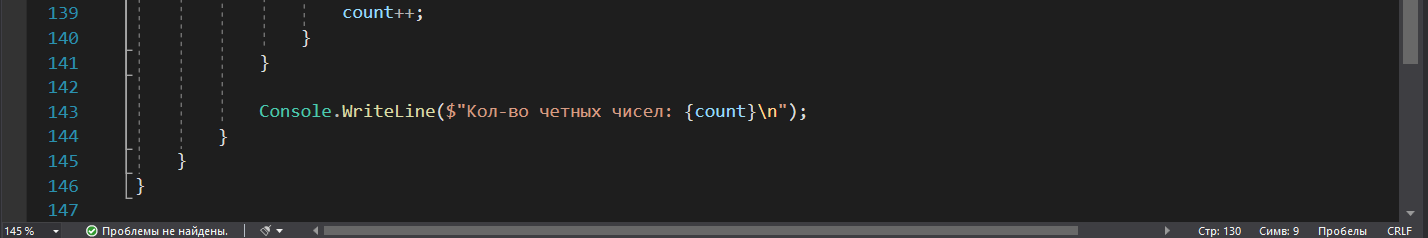 139 count++;
140 }
141 }
142
143 Console.WriteLine($"Кол-во четных чисел: {count}\n");
144 }
145 }
146 }
147
145 % Проблемы не найдены. Стр: 130 Симв: 9 Пробелы CRLF